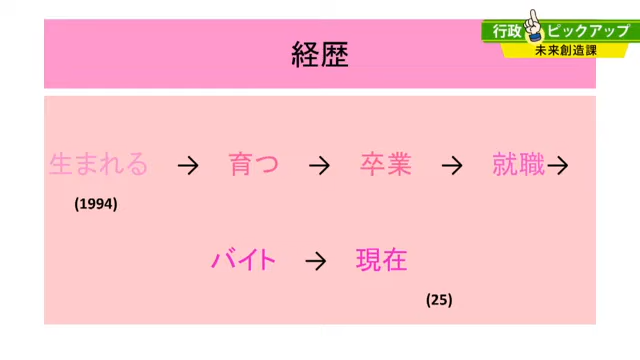 行政 ピックアップ
未来創造課
経歴
生まれる → 育つ → 卒業 → 就職→
(1994)
バイト → 現在
(25)